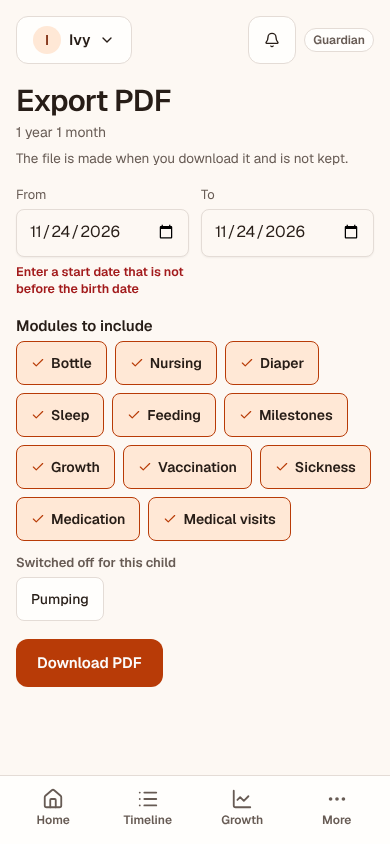 I Ivy Guardian
Export PDF
1 year 1 month
The file is made when you download it and is not kept.
From To
11/24/2026 11/24/2026
Enter a start date that is not
before the birth date
Modules to include
Bottle Nursing Diaper
Sleep Feeding Milestones
Growth Vaccination Sickness
Medication Medical visits
Switched off for this child
Pumping
Download PDF
Home Timeline Growth More